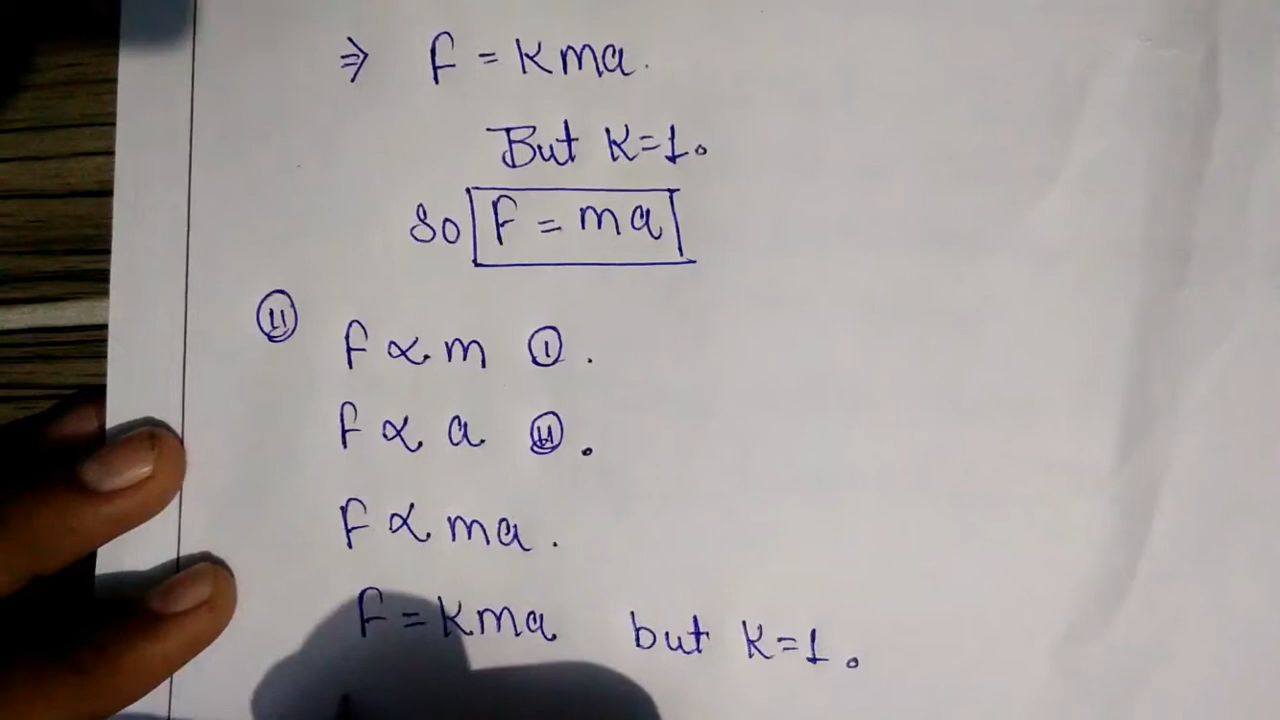 ⇒ F = Kma.
But K=1.
So F = ma
(ii)
F ∝ m (i).
F ∝ a (ii).
F ∝ ma.
F = Kma but K=1.